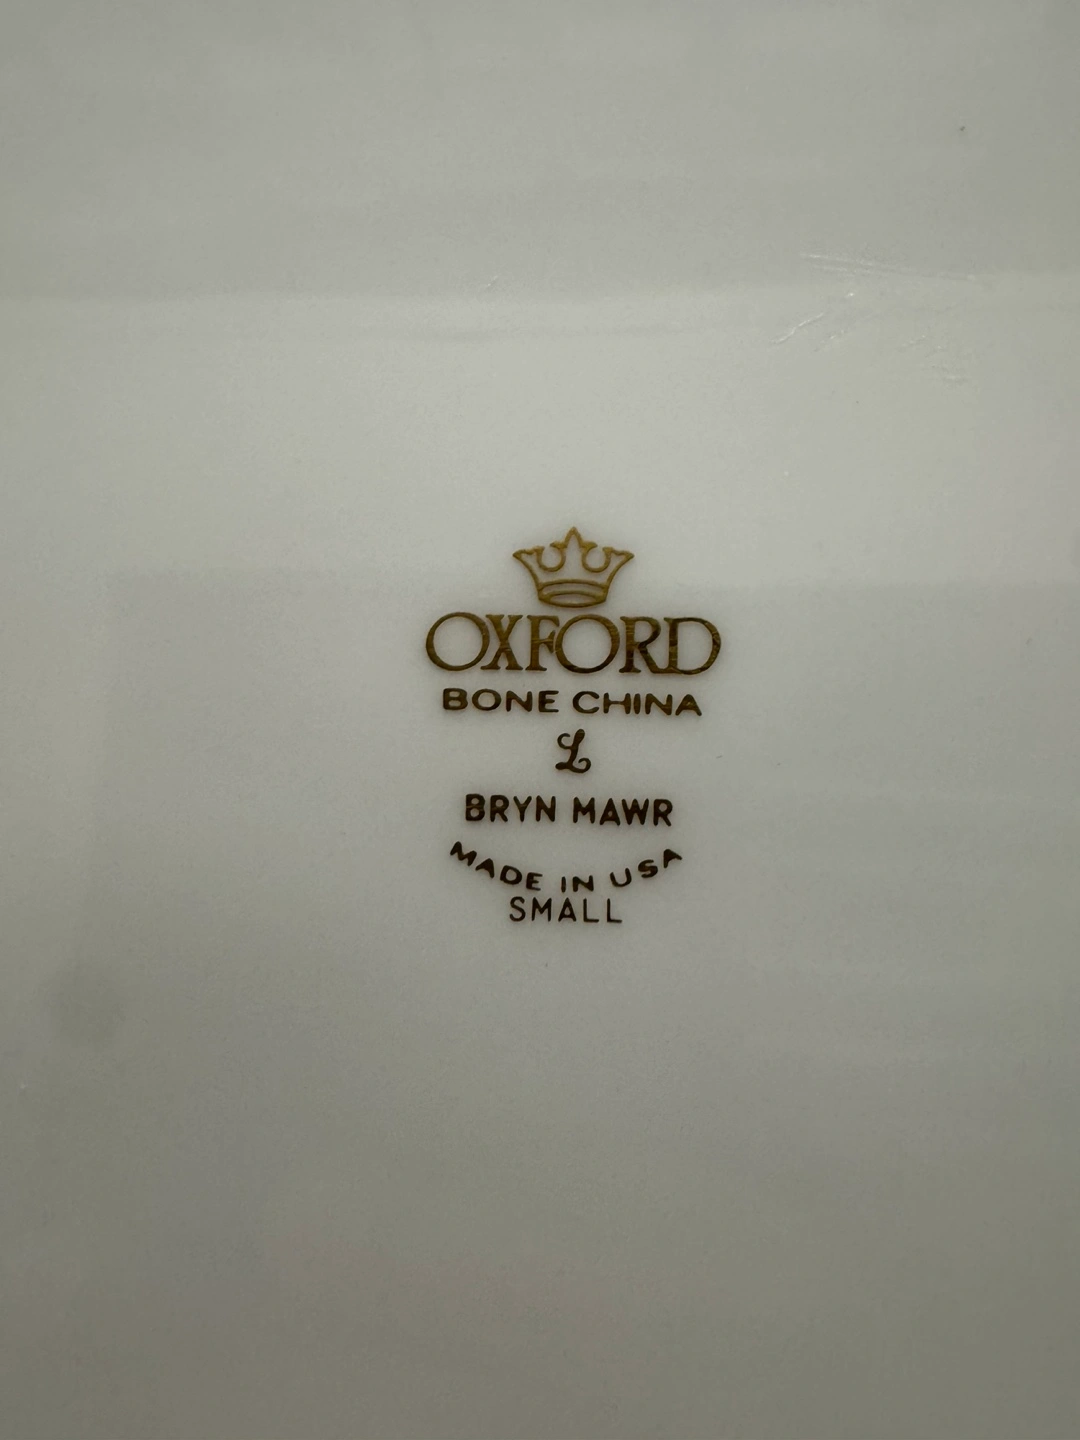 OXFORD
BONE CHINA
L
BRYN MAWR
MADE IN USA
SMALL